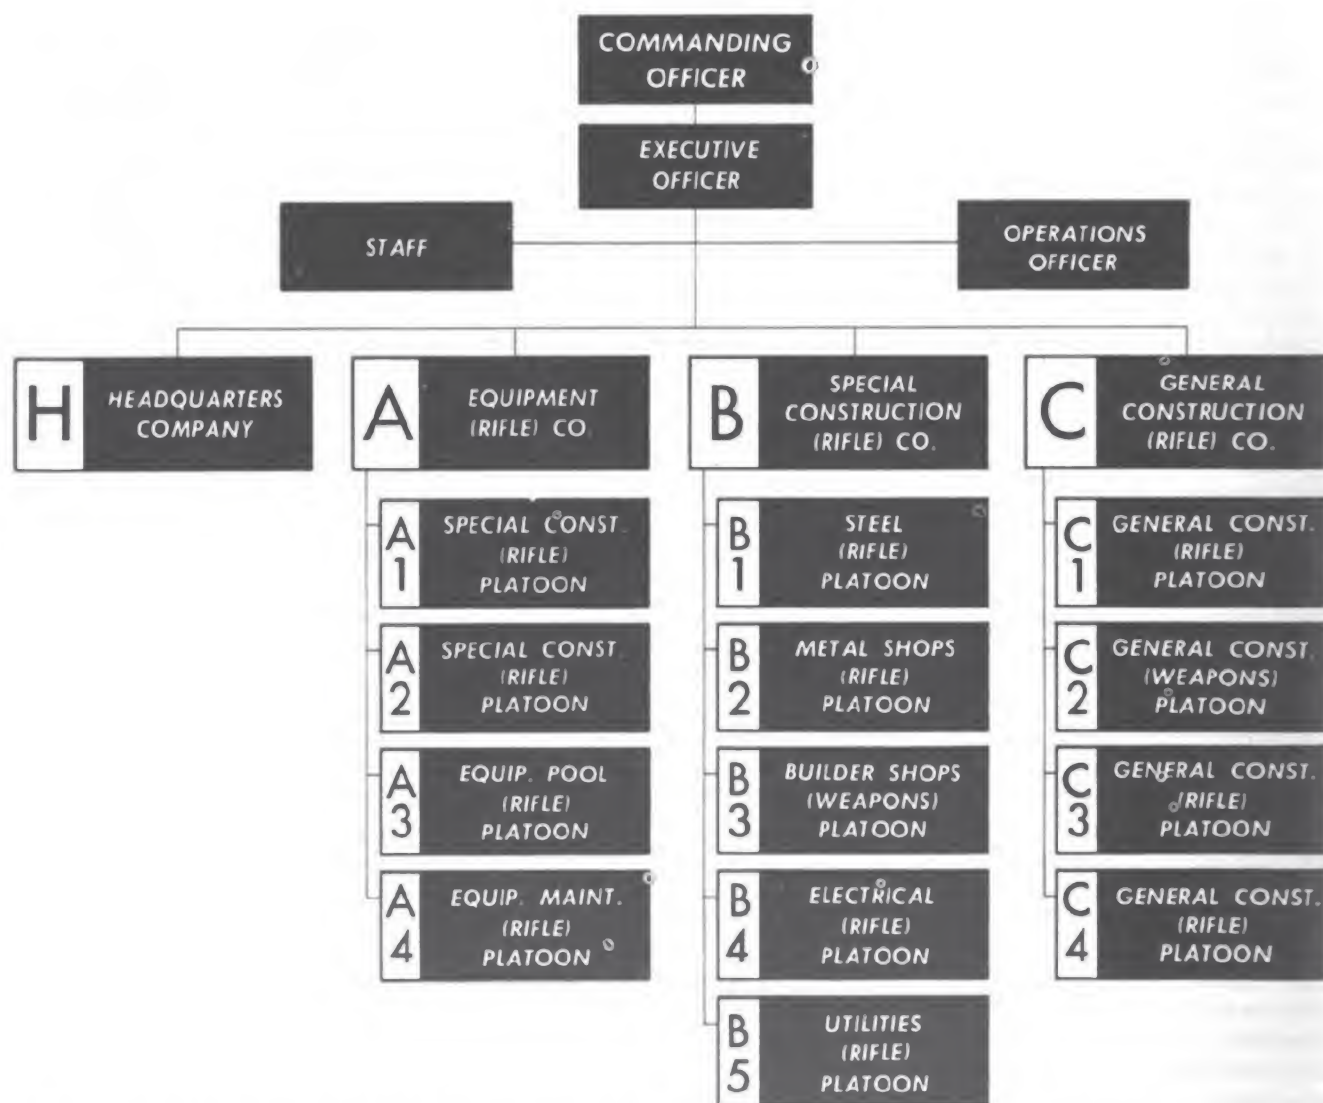 COMMANDING
OFFICER
EXECUTIVE
OFFICER
STAFF
OPERATIONS
OFFICER
H
HEADQUARTERS
COMPANY
A
EQUIPMENT
(RIFLE) CO.
B
SPECIAL
CONSTRUCTION
(RIFLE) CO.
C
GENERAL
CONSTRUCTION
(RIFLE) CO.
A
1
SPECIAL CONST.
(RIFLE)
PLATOON
A
2
SPECIAL CONST.
(RIFLE)
PLATOON
A
3
EQUIP. POOL
(RIFLE)
PLATOON
A
4
EQUIP. MAINT.
(RIFLE)
PLATOON
B
1
STEEL
(RIFLE)
PLATOON
B
2
METAL SHOPS
(RIFLE)
PLATOON
B
3
BUILDER SHOPS
(WEAPONS)
PLATOON
B
4
ELECTRICAL
(RIFLE)
PLATOON
B
5
UTILITIES
(RIFLE)
PLATOON
C
1
GENERAL CONST.
(RIFLE)
PLATOON
C
2
GENERAL CONST.
(WEAPONS)
PLATOON
C
3
GENERAL CONST.
(RIFLE)
PLATOON
C
4
GENERAL CONST.
(RIFLE)
PLATOON